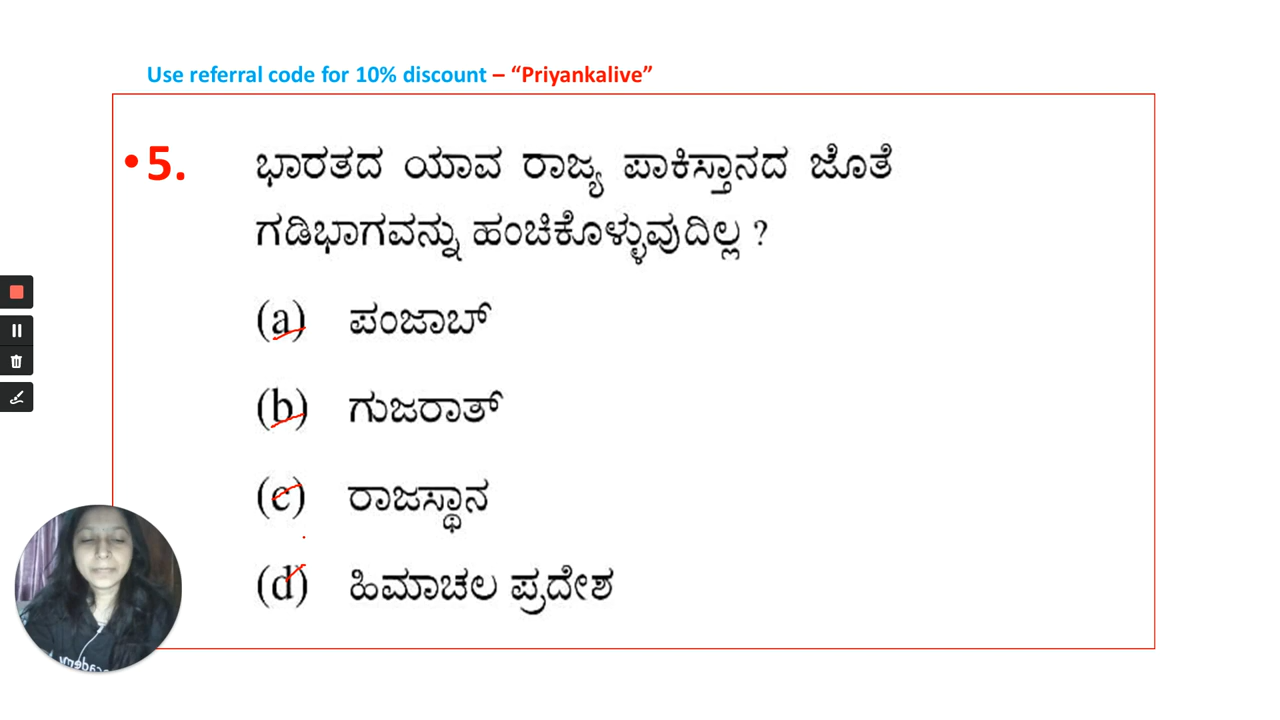 Use referral code for 10% discount – “Priyankalive”
• 5. ಭಾರತದ ಯಾವ ರಾಜ್ಯ ಪಾಕಿಸ್ತಾನದ ಜೊತೆ
ಗಡಿಭಾಗವನ್ನು ಹಂಚಿಕೊಳ್ಳುವುದಿಲ್ಲ ?
(a) ಪಂಜಾಬ್
(b) ಗುಜರಾತ್
(c) ರಾಜಸ್ಥಾನ
(d) ಹಿಮಾಚಲ ಪ್ರದೇಶ